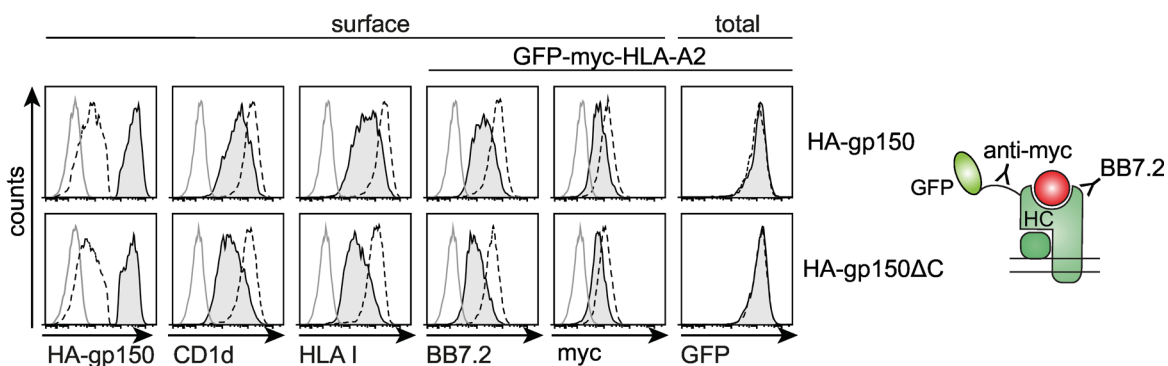 surface total
GFP-myc-HLA-A2
counts
HA-gp150
HA-gp150ΔC
HA-gp150 CD1d HLA I BB7.2 myc GFP
anti-myc
BB7.2
GFP
HC